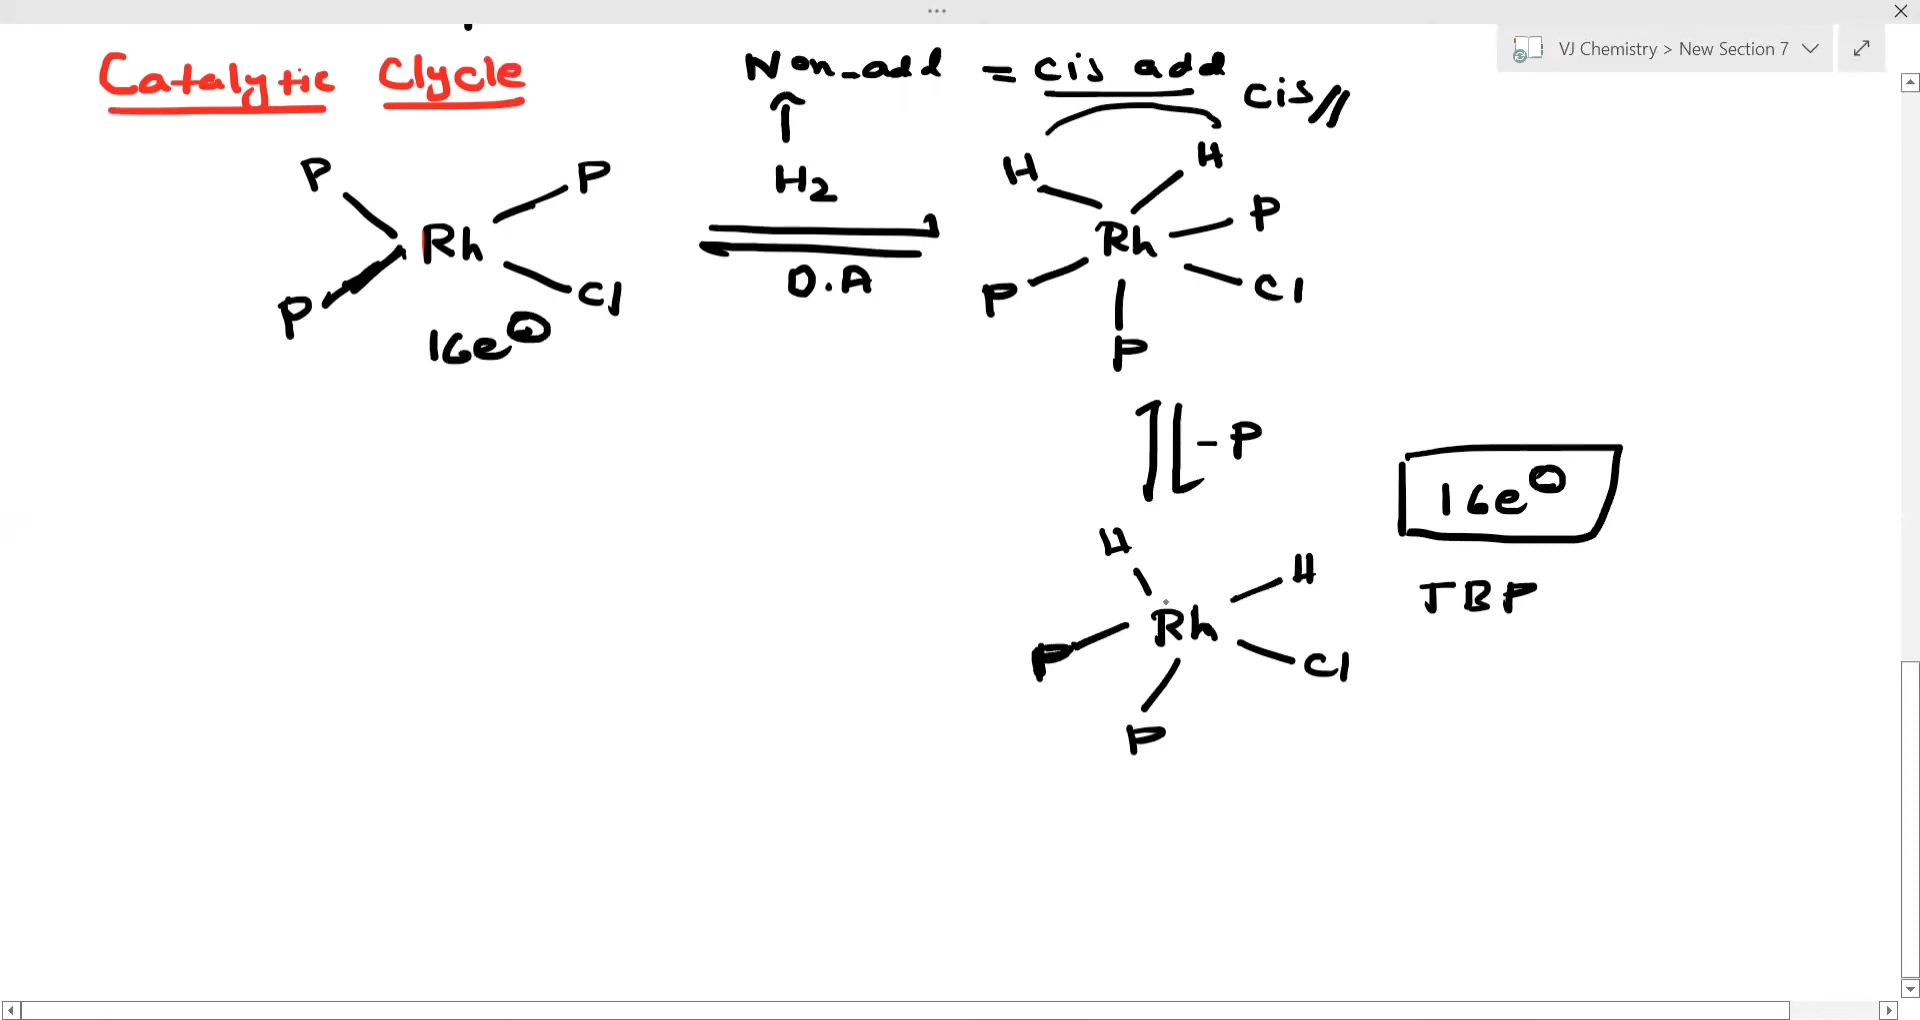 VJ Chemistry > New Section 7
Catalytic Clycle
Non-add = cis add
cis//
H₂
O.A
P P
Rh
P Cl
16e⊖
H H
Rh P
P Cl
P
-P
16e⊖
TBP
H H
Rh
P Cl
P